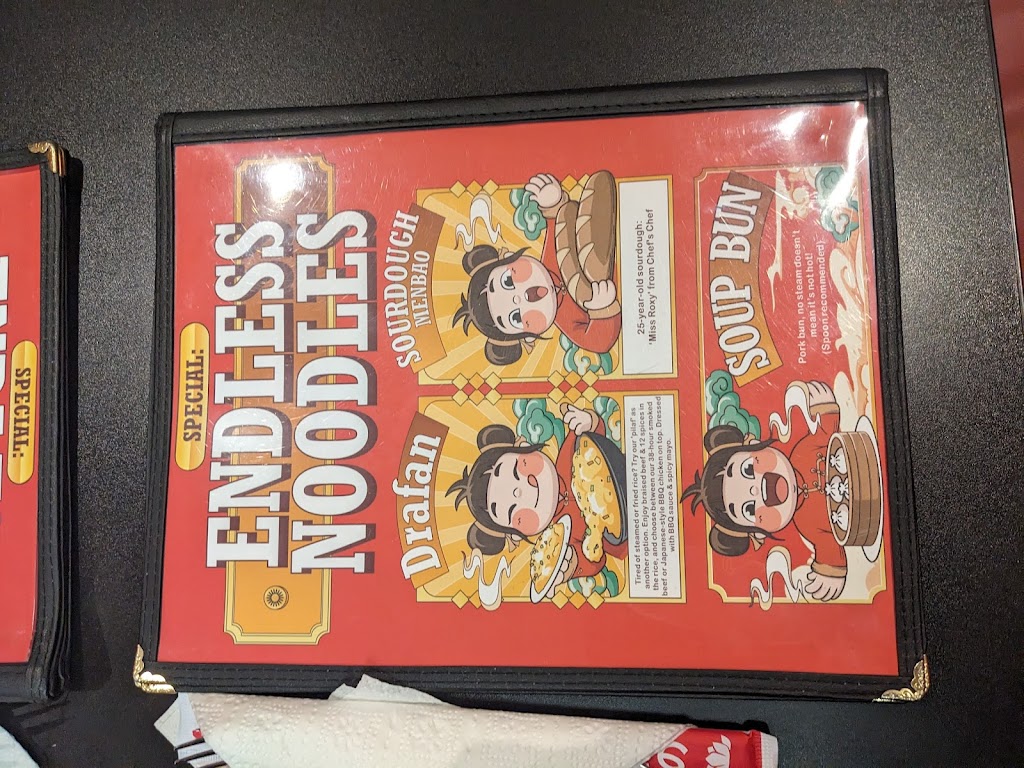 SPECIAL:
ENDLESS
NOODLES
Drafan
Tired of steamed or fried rice? Try our "pilaf" as
another option. Enjoy braised beef & 12 spices in
the rice, and choose between our 38-hour smoked
beef or Japanese-style BBQ chicken on top. Dressed
with BBQ sauce & spicy mayo.
SOURDOUGH
MENBAO
25-year-old sourdough:
'Miss Roxy' from Chef's Chef
SOUP BUN
Pork bun, no steam doesn't
mean it's not hot!
(Spoon recommended).
SPECIAL: